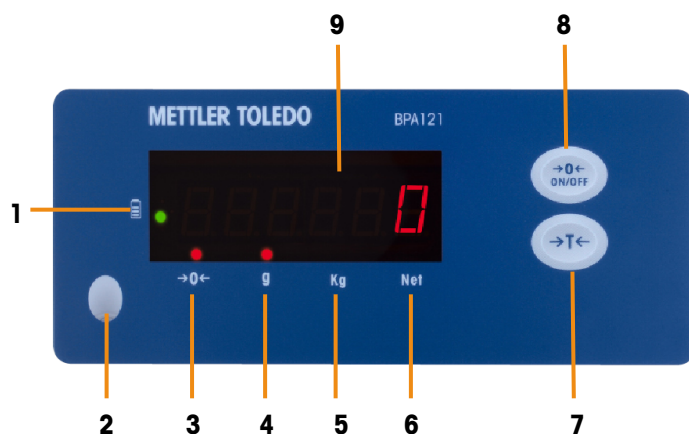 9
8
METTLER TOLEDO BPA121
→0←
ON/OFF
1
0
→T←
→0← g Kg Net
2 3 4 5 6 7